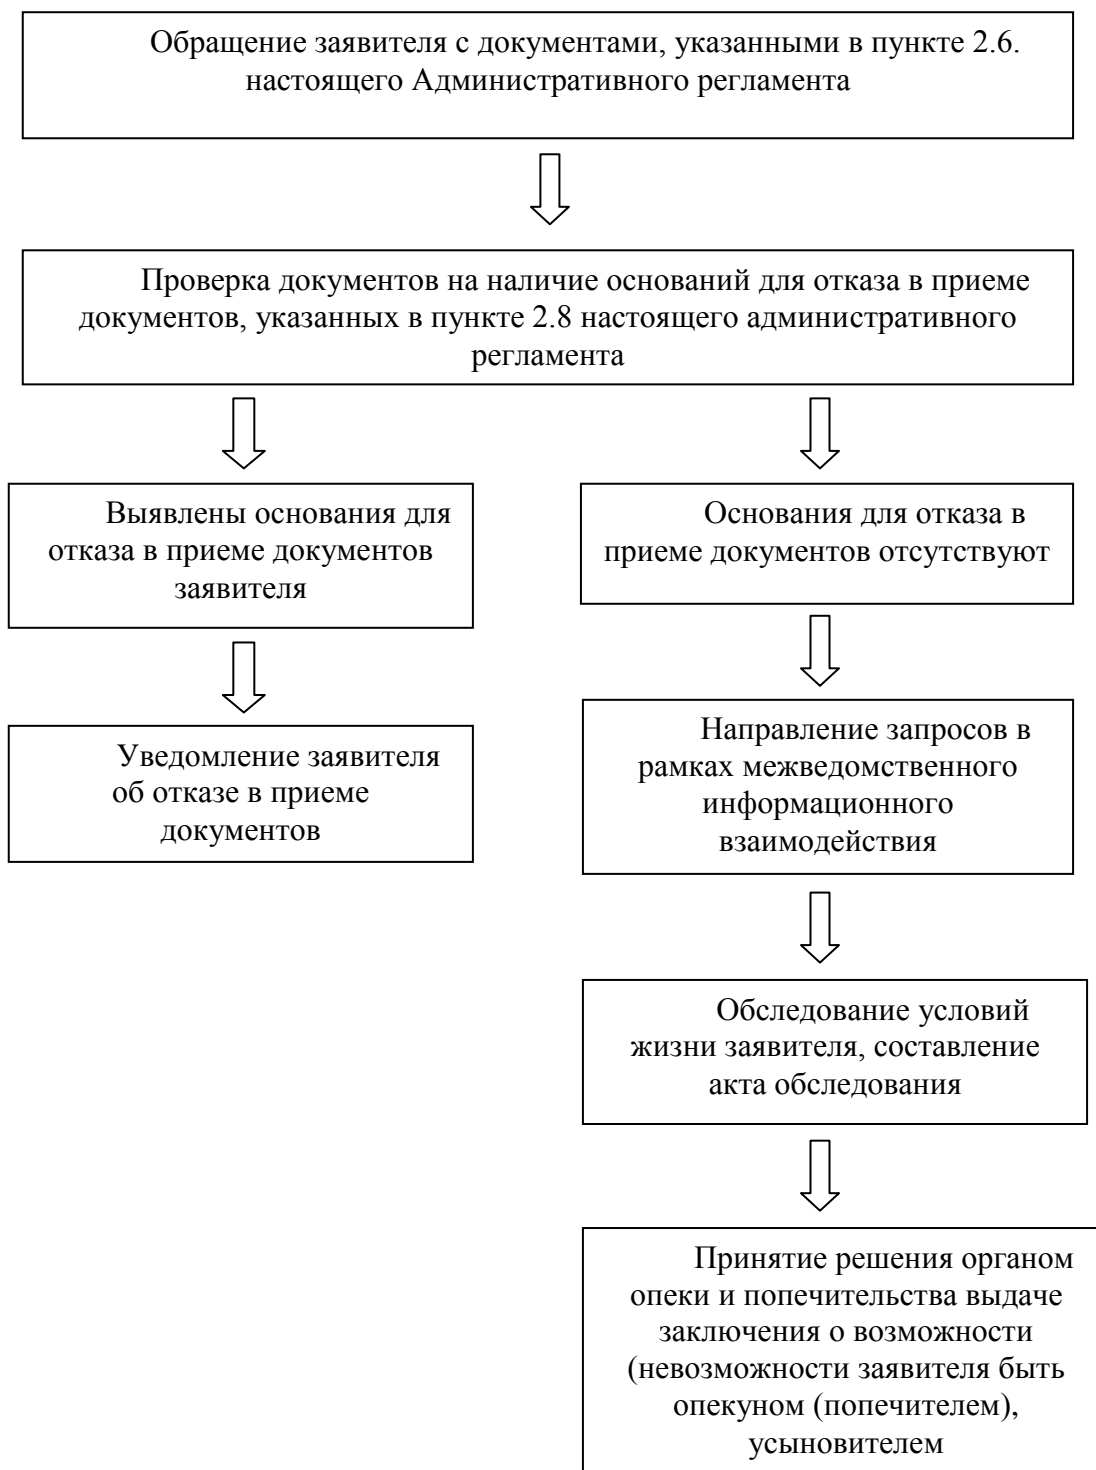 Обращение заявителя с документами, указанными в пункте 2.6.
настоящего Административного регламента
Проверка документов на наличие оснований для отказа в приеме
документов, указанных в пункте 2.8 настоящего административного
регламента
Выявлены основания для
отказа в приеме документов
заявителя
Основания для отказа в
приеме документов отсутствуют
Уведомление заявителя
об отказе в приеме
документов
Направление запросов в
рамках межведомственного
информационного
взаимодействия
Обследование условий
жизни заявителя, составление
акта обследования
Принятие решения органом
опеки и попечительства выдаче
заключения о возможности
(невозможности заявителя быть
опекуном (попечителем),
усыновителем